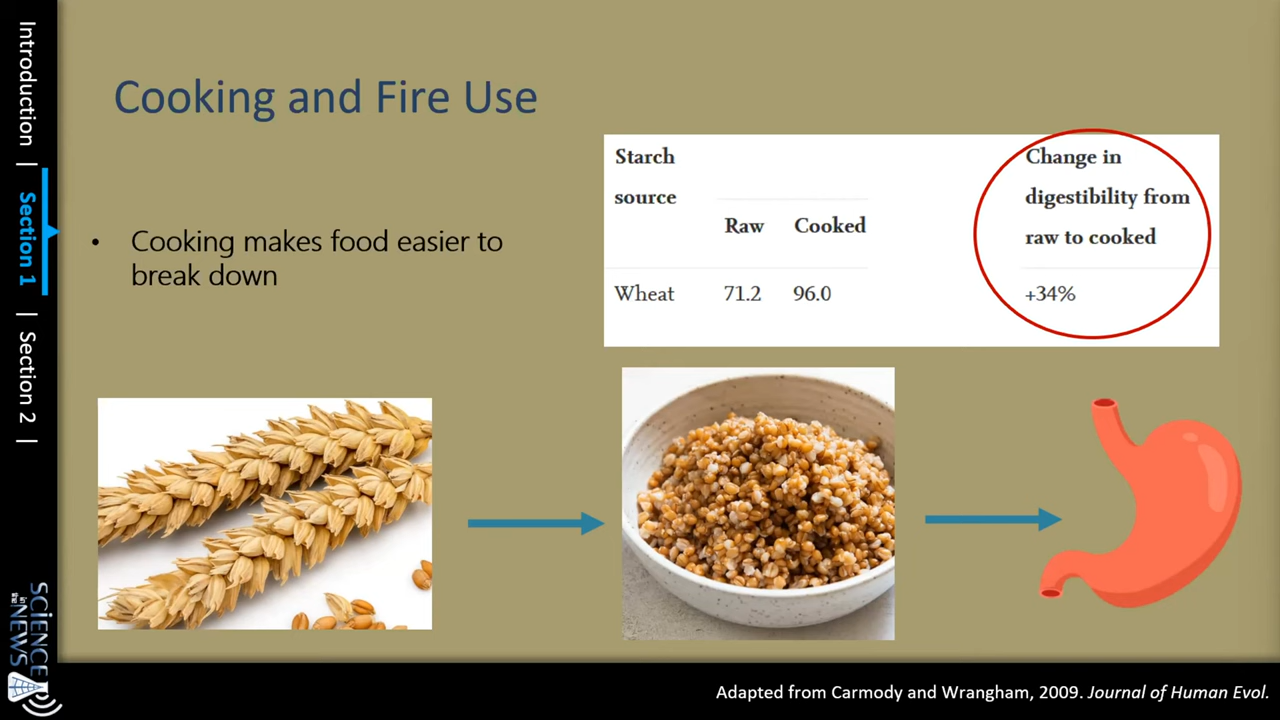 Introduction |
Section 1
| Section 2 |
SCIENCE
in the
NEWS
Cooking and Fire Use
• Cooking makes food easier to
break down
Starch
source
Raw Cooked
Change in
digestibility from
raw to cooked
Wheat 71.2 96.0 +34%
Adapted from Carmody and Wrangham, 2009. Journal of Human Evol.